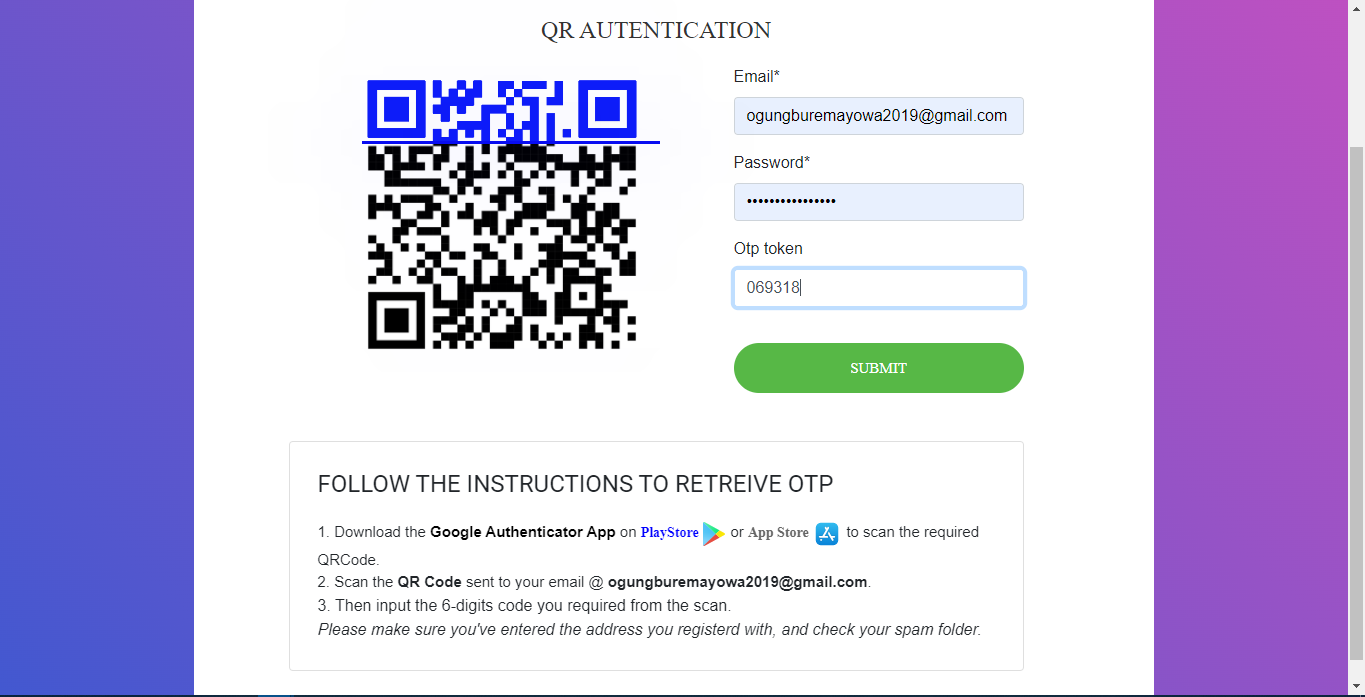 QR AUTENTICATION
Email*
ogungburemayowa2019@gmail.com
Password*
••••••••••••••••
Otp token
069318
SUBMIT
FOLLOW THE INSTRUCTIONS TO RETREIVE OTP
1. Download the Google Authenticator App on PlayStore or App Store to scan the required
QRCode.
2. Scan the QR Code sent to your email @ ogungburemayowa2019@gmail.com.
3. Then input the 6-digits code you required from the scan.
Please make sure you've entered the address you registerd with, and check your spam folder.